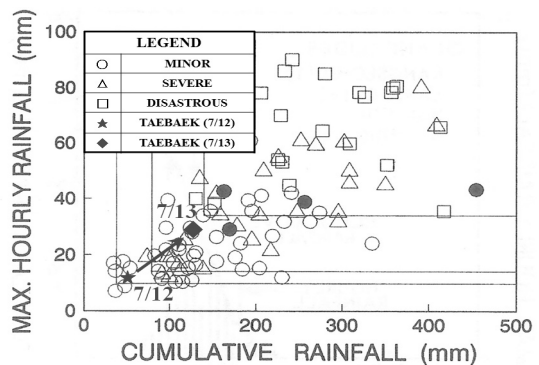 MAX. HOURLY RAINFALL (mm)
100
80
60
40
20
0
LEGEND
MINOR
SEVERE
DISASTROUS
TAEBAEK (7/12)
TAEBAEK (7/13)
7/13
7/12
0 100 200 300 400 500
CUMULATIVE RAINFALL (mm)